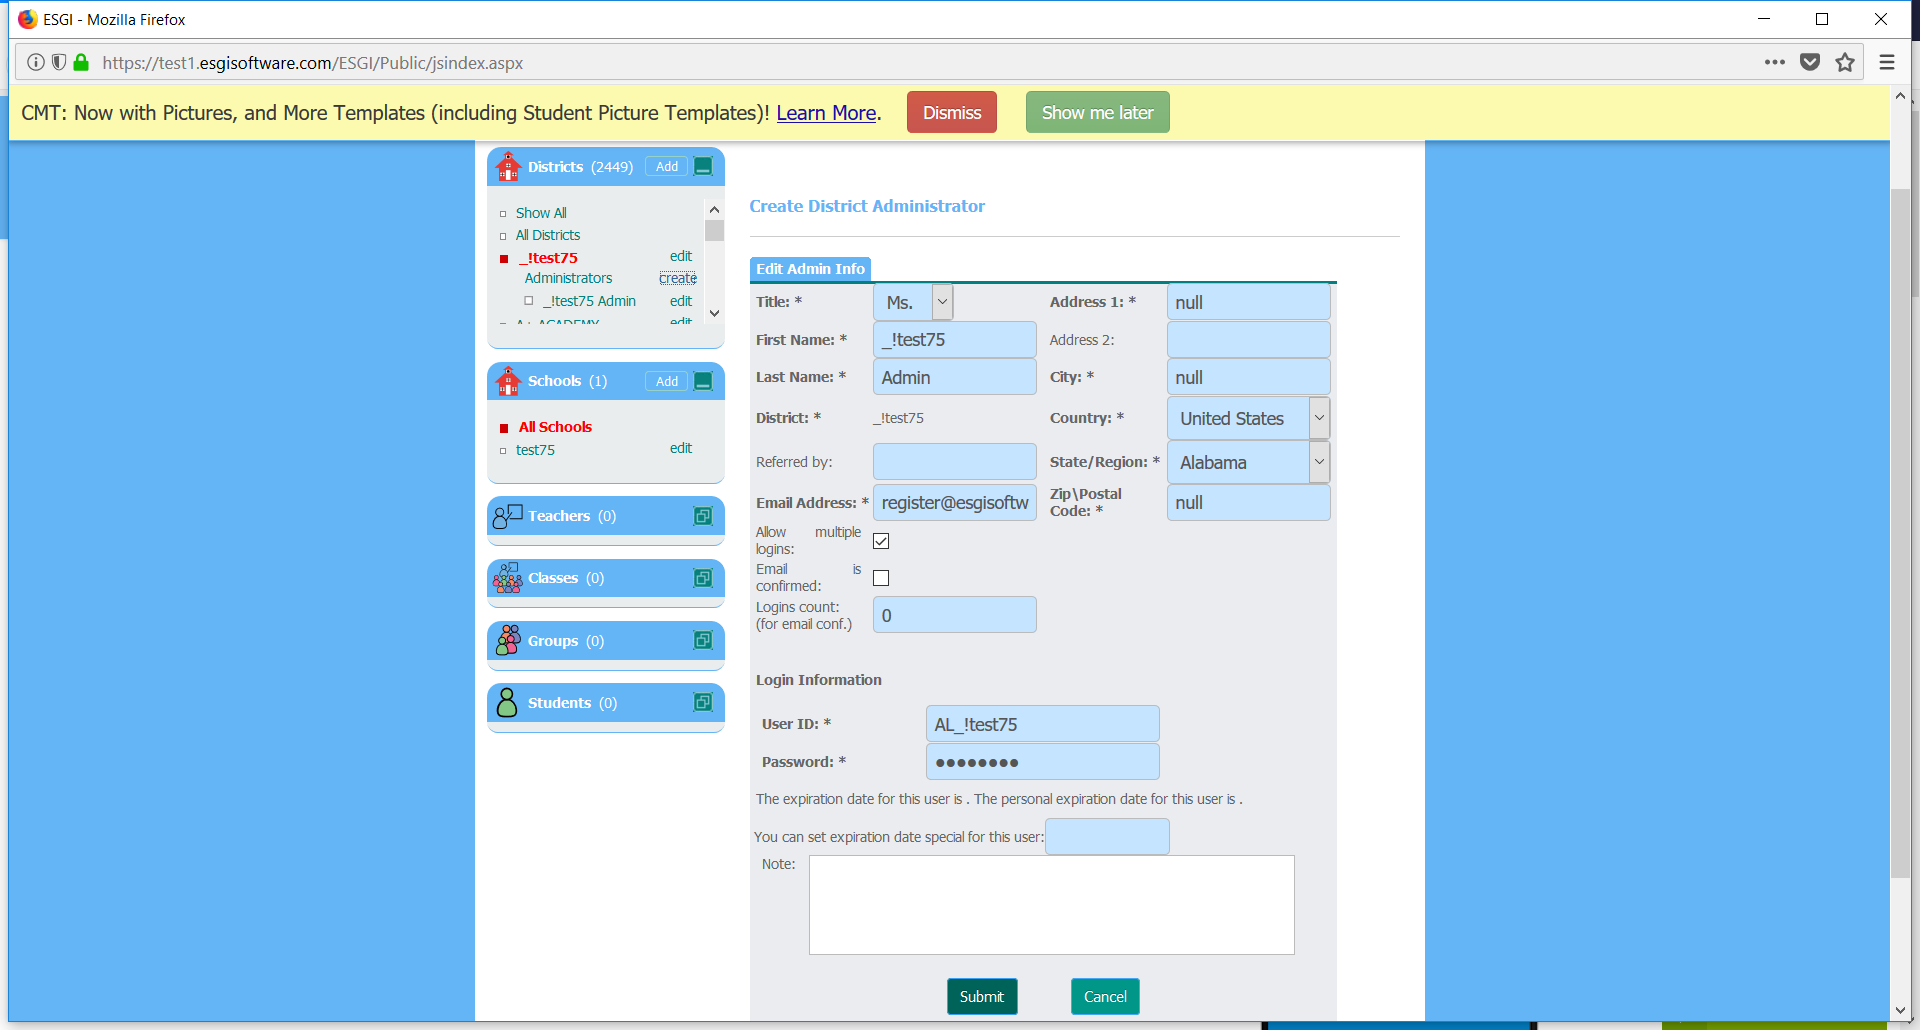 ESGI - Mozilla Firefox
https://test1.esgisoftware.com/ESGI/Public/jsindex.aspx
CMT: Now with Pictures, and More Templates (including Student Picture Templates)! Learn More. Dismiss Show me later
Districts (2449) Add
Show All
All Districts
_!test75 edit
Administrators create
_!test75 Admin edit
A+ ACADEMY edit
Schools (1) Add
All Schools
test75 edit
Teachers (0)
Classes (0)
Groups (0)
Students (0)
Create District Administrator
Edit Admin Info
Title: * Ms. Address 1: * null
First Name: * _!test75 Address 2:
Last Name: * Admin City: * null
District: * _!test75 Country: * United States
Referred by: State/Region: * Alabama
Email Address: * register@esgisoftw Zip\Postal Code: * null
Allow multiple logins:
Email is confirmed:
Logins count: (for email conf.) 0
Login Information
User ID: * AL_!test75
Password: * ●●●●●●●●
The expiration date for this user is . The personal expiration date for this user is .
You can set expiration date special for this user:
Note:
Submit Cancel